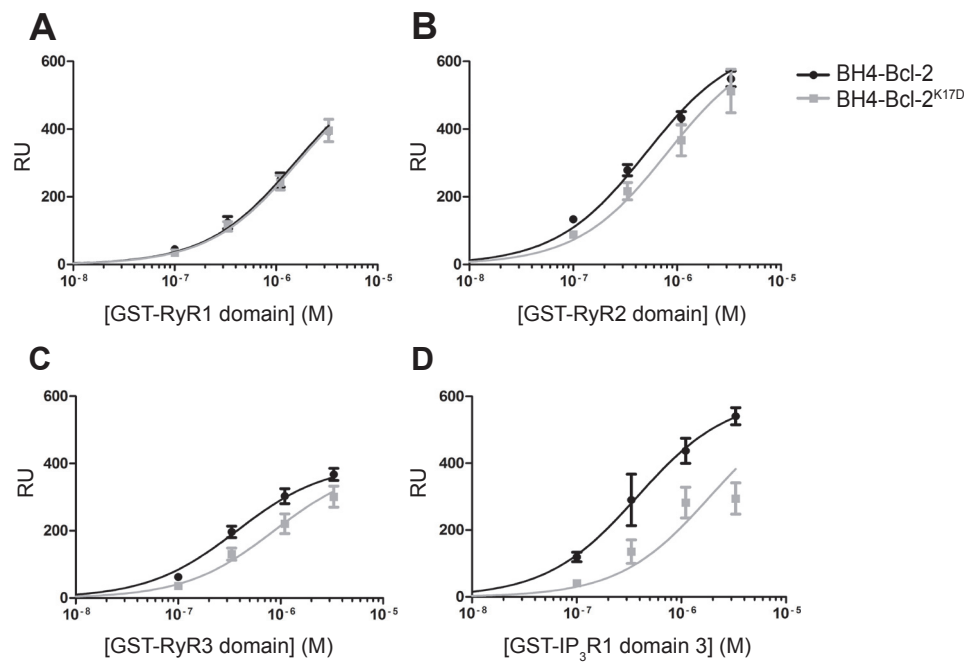 A
600
400
200
0
RU
10-8
10-7
10-6
10-5
[GST-RyR1 domain] (M)
B
600
400
200
0
RU
10-8
10-7
10-6
10-5
[GST-RyR2 domain] (M)
BH4-Bcl-2
BH4-Bcl-2K17D
C
600
400
200
0
RU
10-8
10-7
10-6
10-5
[GST-RyR3 domain] (M)
D
600
400
200
0
RU
10-8
10-7
10-6
10-5
[GST-IP3R1 domain 3] (M)